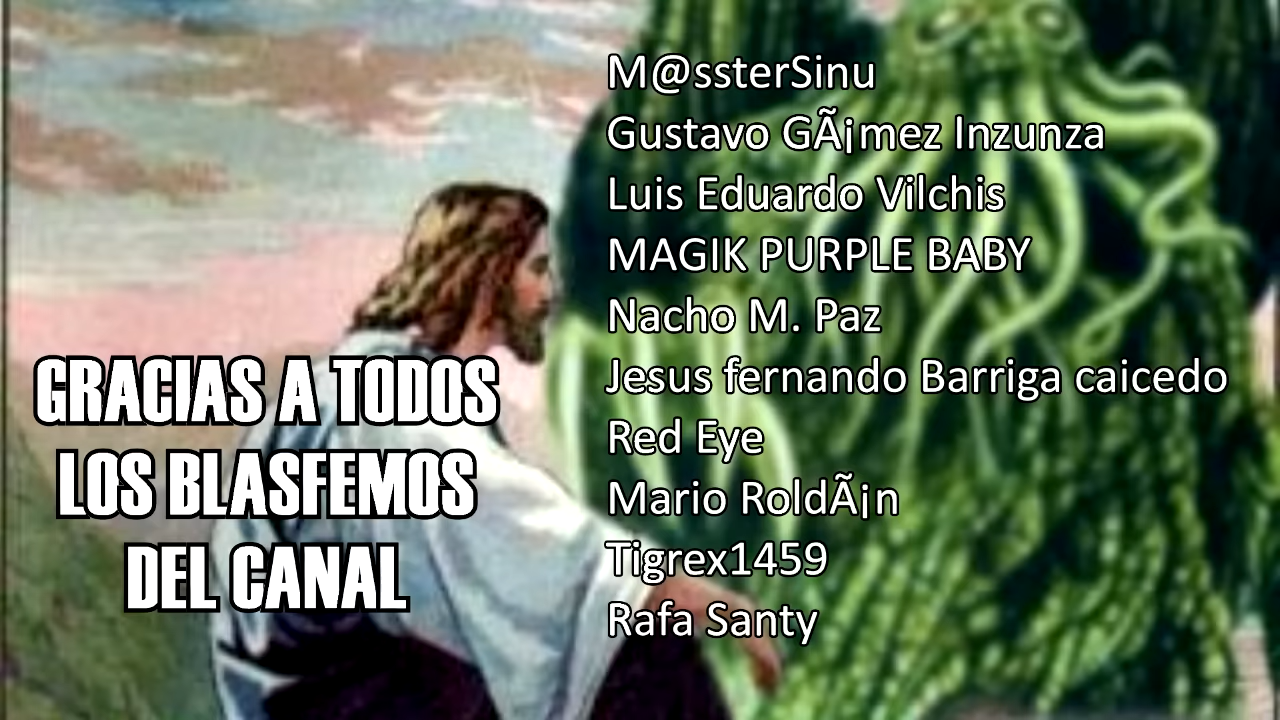 GRACIAS A TODOS
LOS BLASFEMOS
DEL CANAL
M@ssterSinu
Gustavo GÃ¡mez Inzunza
Luis Eduardo Vilchis
MAGIK PURPLE BABY
Nacho M. Paz
Jesus fernando Barriga caicedo
Red Eye
Mario RoldÃ¡n
Tigrex1459
Rafa Santy